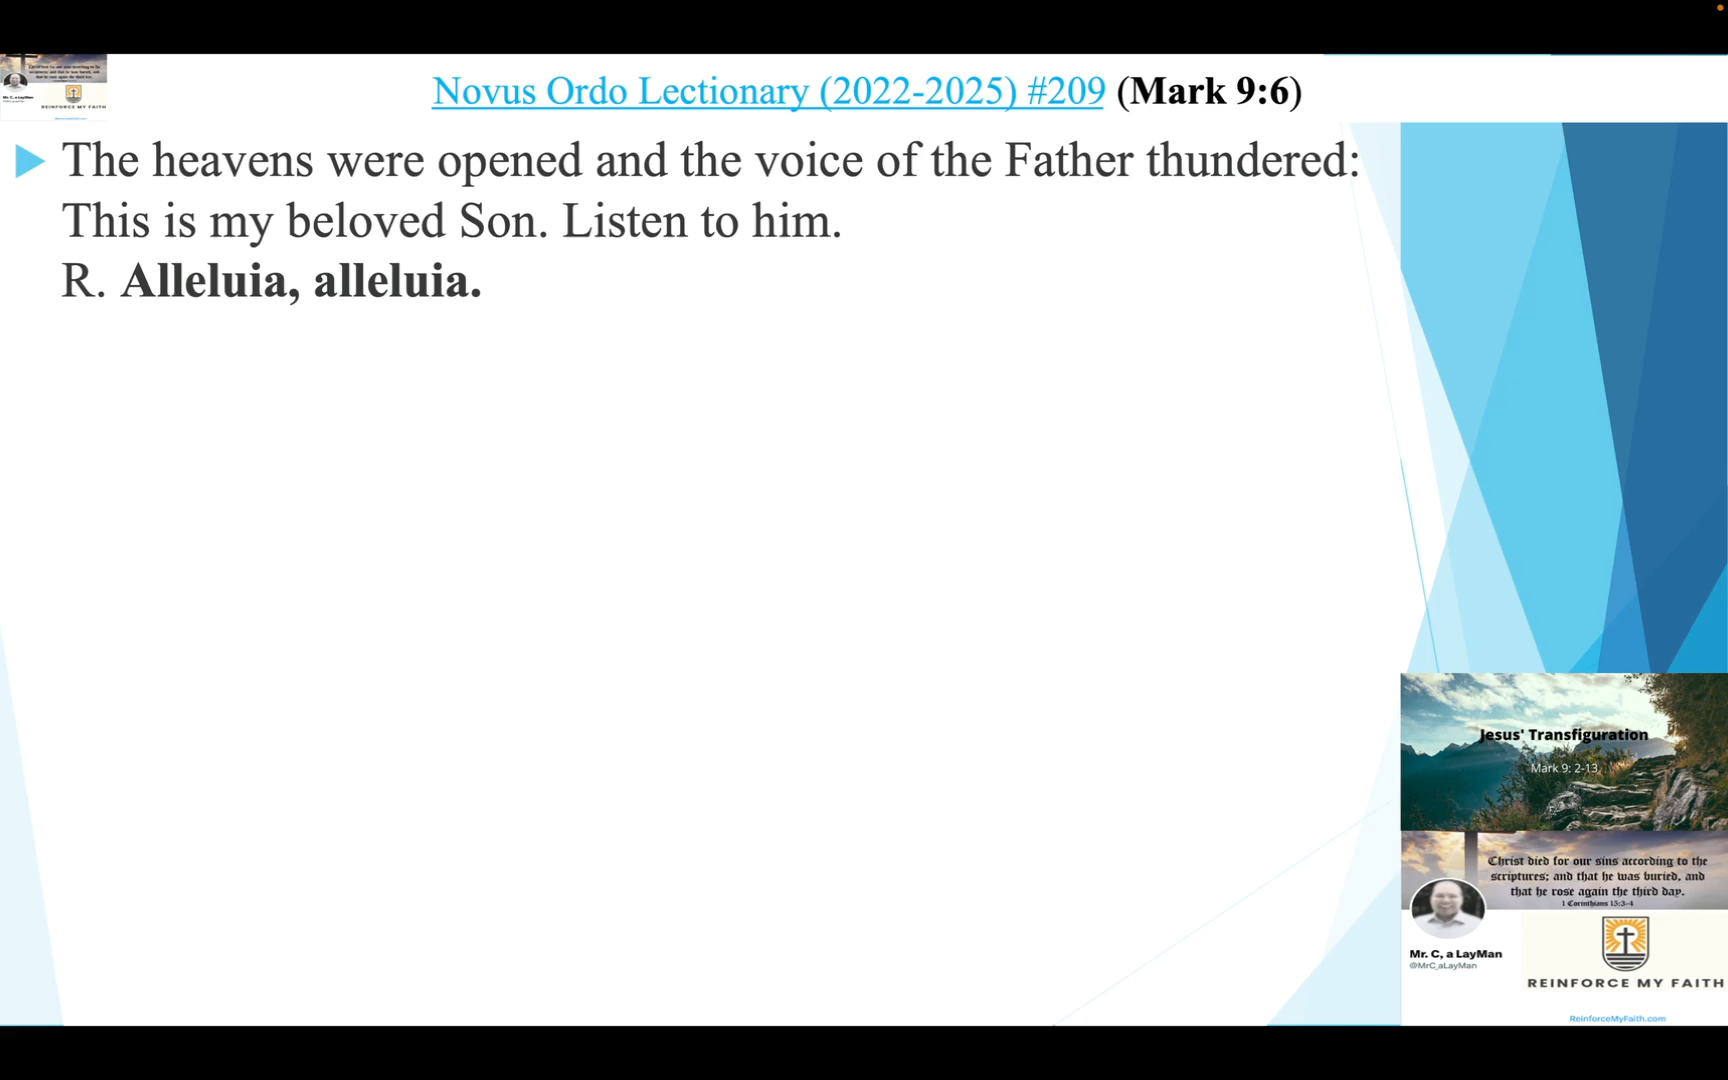 Novus Ordo Lectionary (2022-2025) #209 (Mark 9:6)
The heavens were opened and the voice of the Father thundered:
This is my beloved Son. Listen to him.
R. Alleluia, alleluia.
Jesus' Transfiguration
Mark 9: 2-13
Christ died for our sins according to the
scriptures; and that he was buried, and
that he rose again the third day.
1 Corinthians 15:3-4
Mr. C, a LayMan
@MrC_aLayMan
REINFORCE MY FAITH
ReinforceMyFaith.com